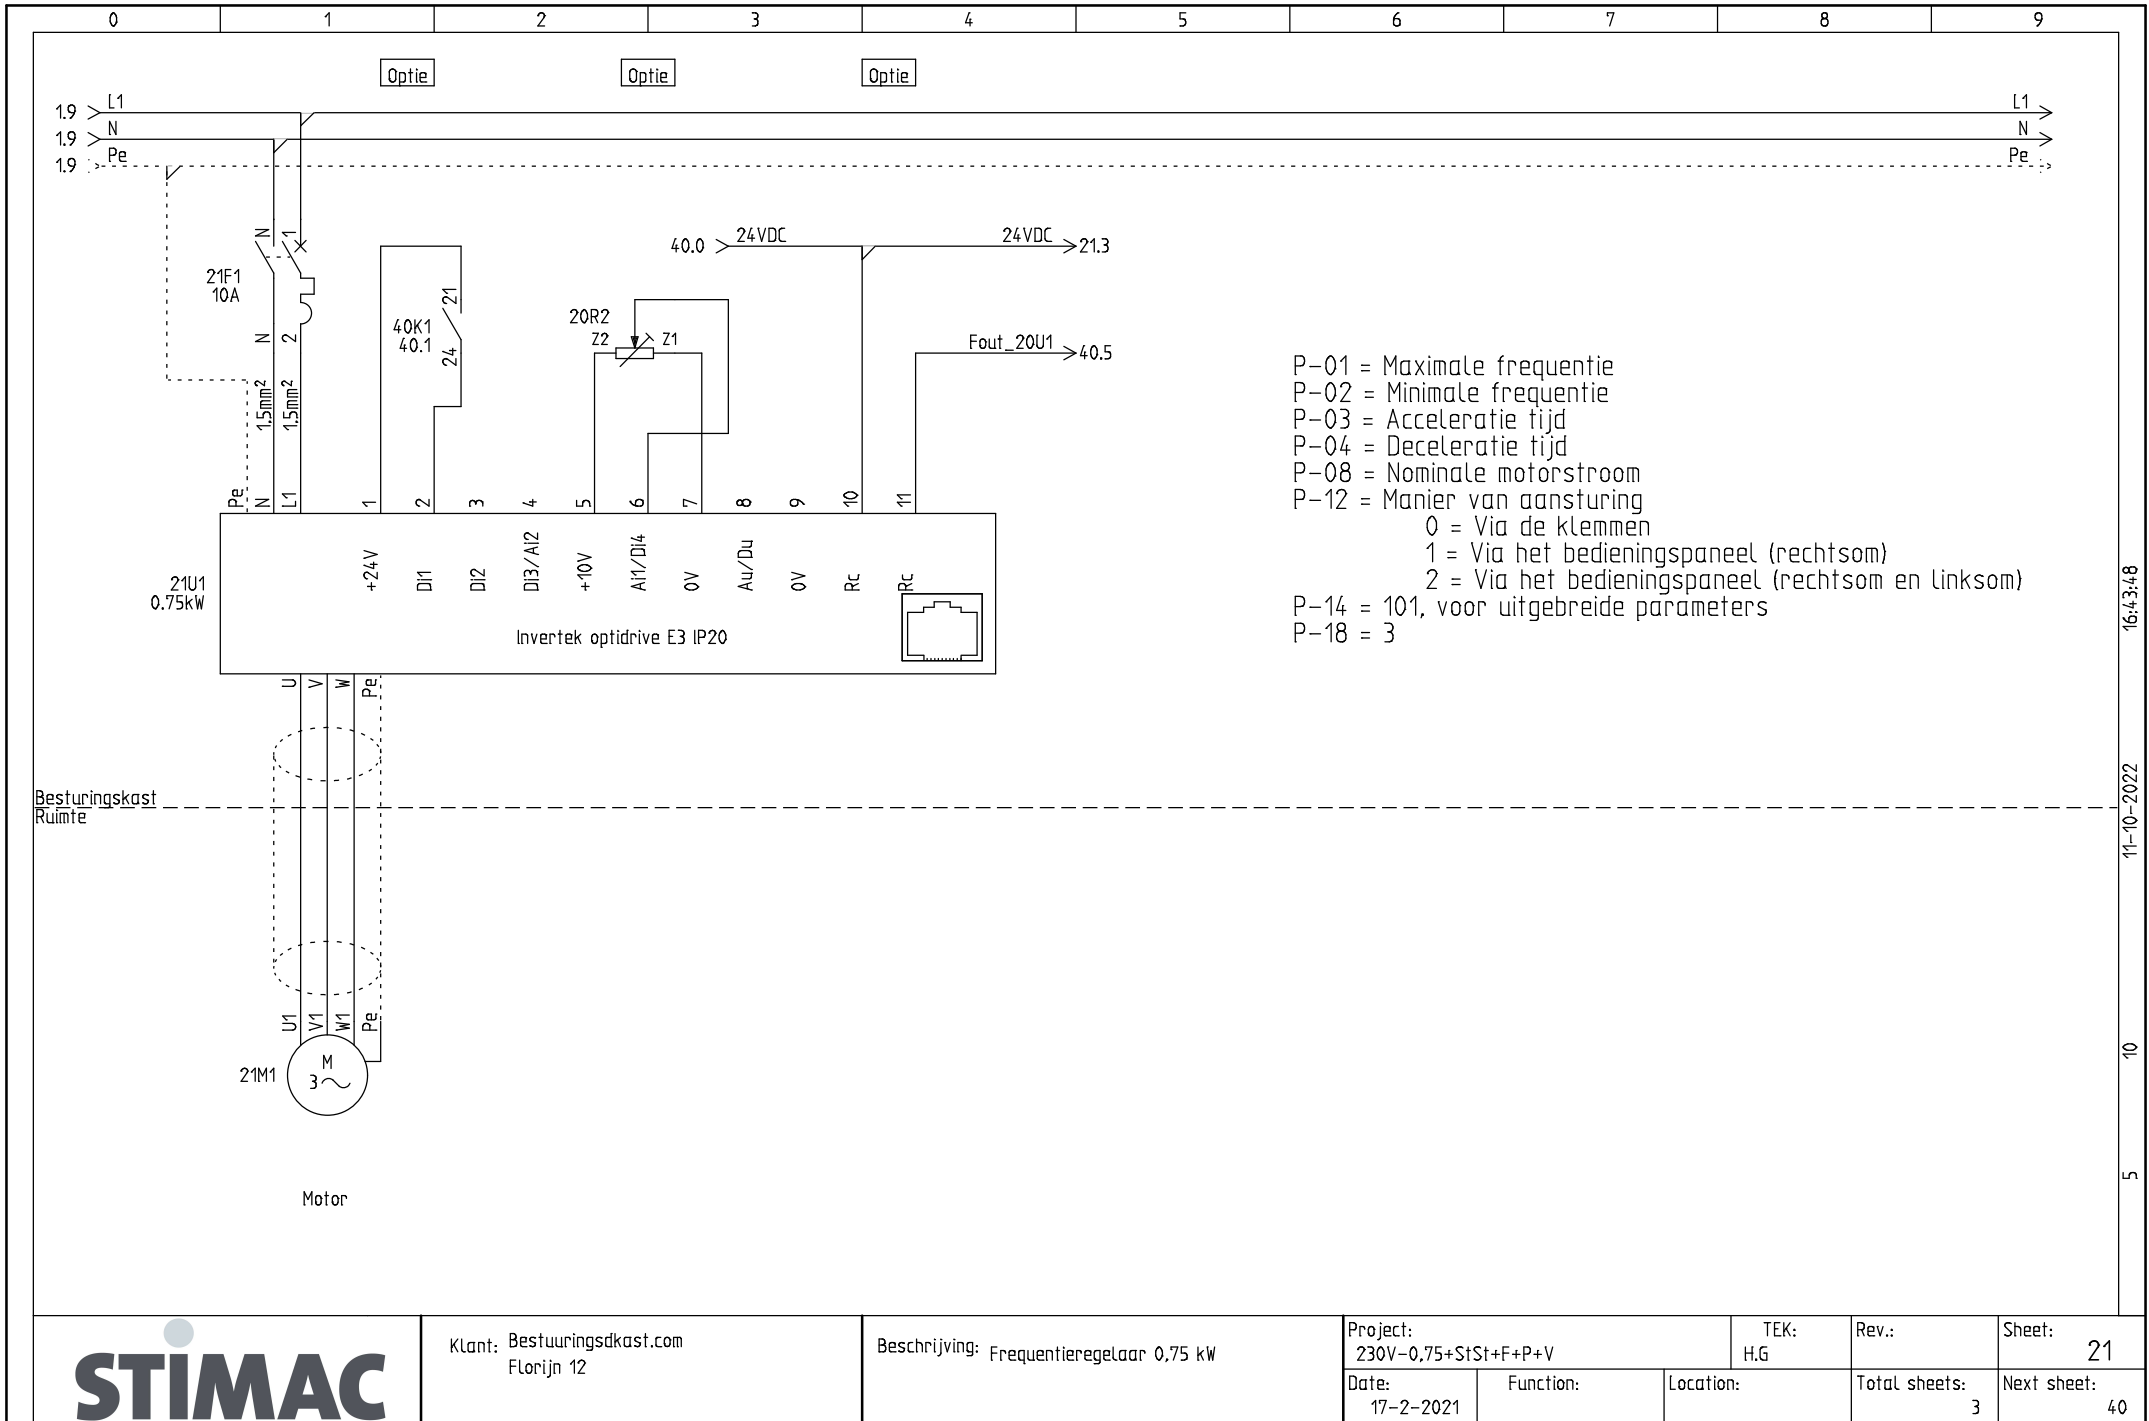 0 1 2 3 4 5 6 7 8 9
Optie Optie Optie
1.9 L1 L1
1.9 N N
1.9 Pe Pe
N 1
21F1
10A
N 2
1.5mm² 1.5mm²
21
40K1
40.1
24
20R2
Z2 Z1
40.0 24VDC 24VDC 21.3
Fout_20U1 40.5
P-01 = Maximale frequentie
P-02 = Minimale frequentie
P-03 = Acceleratie tijd
P-04 = Deceleratie tijd
P-08 = Nominale motorstroom
P-12 = Manier van aansturing
0 = Via de klemmen
1 = Via het bedieningspaneel (rechtsom)
2 = Via het bedieningspaneel (rechtsom en linksom)
P-14 = 101, voor uitgebreide parameters
P-18 = 3
Pe N L1 1 2 3 4 5 6 7 8 9 10 11
+24V Di1 Di2 Di3/Ai2 +10V Ai1/Di4 0V Au/Du 0V Rc Rc
21U1
0.75kW
Invertek optidrive E3 IP20
U V W Pe
Besturingskast
Ruimte
U1 V1 W1 Pe
21M1
M
3
Motor
16:43:48
11-10-2022
10
5
STIMAC
Klant: Bestuuringsdkast.com
Florijn 12
Beschrijving: Frequentieregelaar 0,75 kW
Project:
230V-0,75+StSt+F+P+V
TEK:
H.G
Rev.:
Sheet:
21
Date:
17-2-2021
Function:
Location:
Total sheets:
3
Next sheet:
40